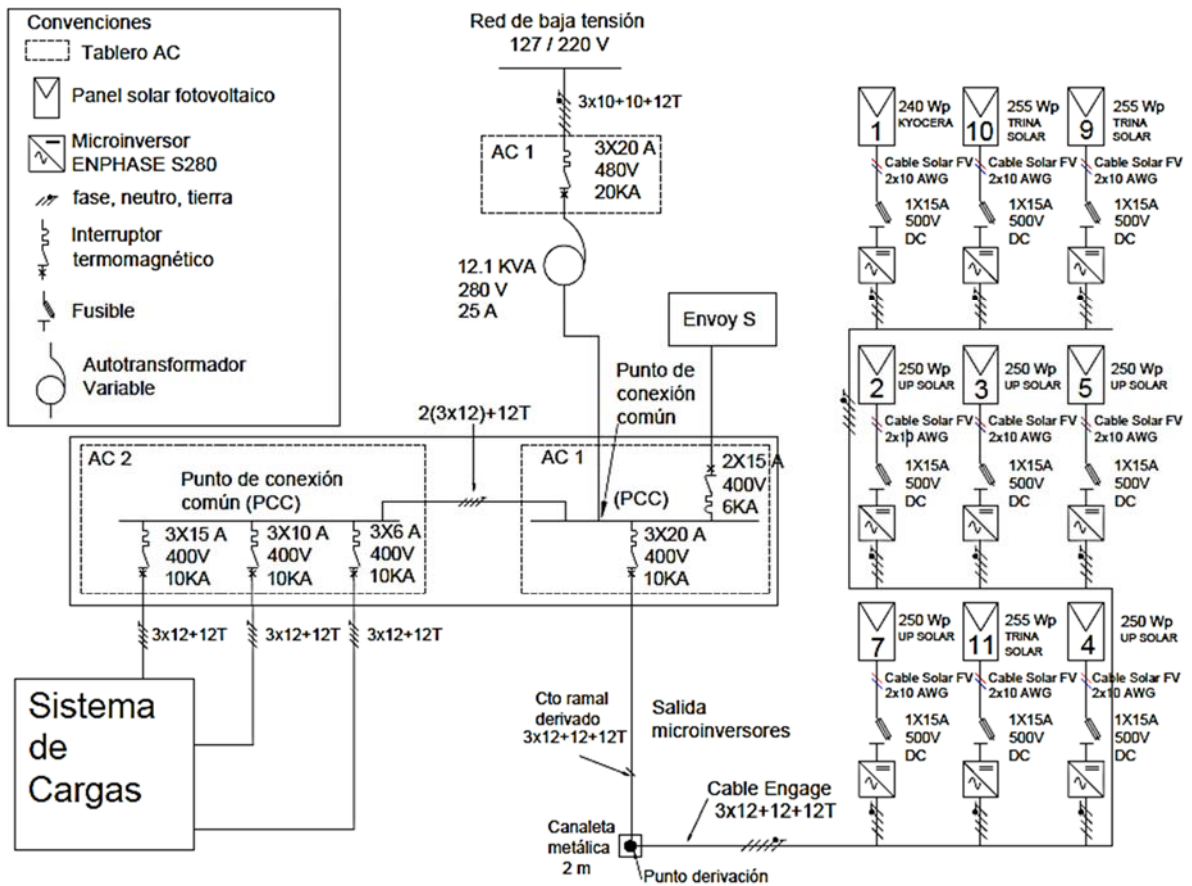 Convenciones
Tablero AC
Panel solar fotovoltaico
Microinversor
ENPHASE S280
fase, neutro, tierra
Interruptor
termomagnético
Fusible
Autotransformador
Variable
Red de baja tensión
127 / 220 V
3x10+10+12T
AC 1
3X20 A
480V
20KA
12.1 KVA
280 V
25 A
Envoy S
Punto de
conexión
común
2(3x12)+12T
AC 2
Punto de conexión
común (PCC)
3X15 A
400V
10KA
3X10 A
400V
10KA
3X6 A
400V
10KA
AC 1
(PCC)
2X15 A
400V
6KA
3X20 A
400V
10KA
3x12+12T
3x12+12T
3x12+12T
Sistema
de
Cargas
Cto ramal
derivado
3x12+12+12T
Salida
microinversores
Cable Engage
3x12+12+12T
Canaleta
metálica
2 m
Punto derivación
1
240 Wp
KYOCERA
Cable Solar FV
2x10 AWG
1X15A
500V
DC
10
255 Wp
TRINA
SOLAR
Cable Solar FV
2x10 AWG
1X15A
500V
DC
9
255 Wp
TRINA
SOLAR
Cable Solar FV
2x10 AWG
1X15A
500V
DC
2
250 Wp
UP SOLAR
Cable Solar FV
2x10 AWG
1X15A
500V
DC
3
250 Wp
UP SOLAR
Cable Solar FV
2x10 AWG
1X15A
500V
DC
5
250 Wp
UP SOLAR
Cable Solar FV
2x10 AWG
1X15A
500V
DC
7
250 Wp
UP SOLAR
Cable Solar FV
2x10 AWG
1X15A
500V
DC
11
255 Wp
TRINA
SOLAR
Cable Solar FV
2x10 AWG
1X15A
500V
DC
4
250 Wp
UP SOLAR
Cable Solar FV
2x10 AWG
1X15A
500V
DC